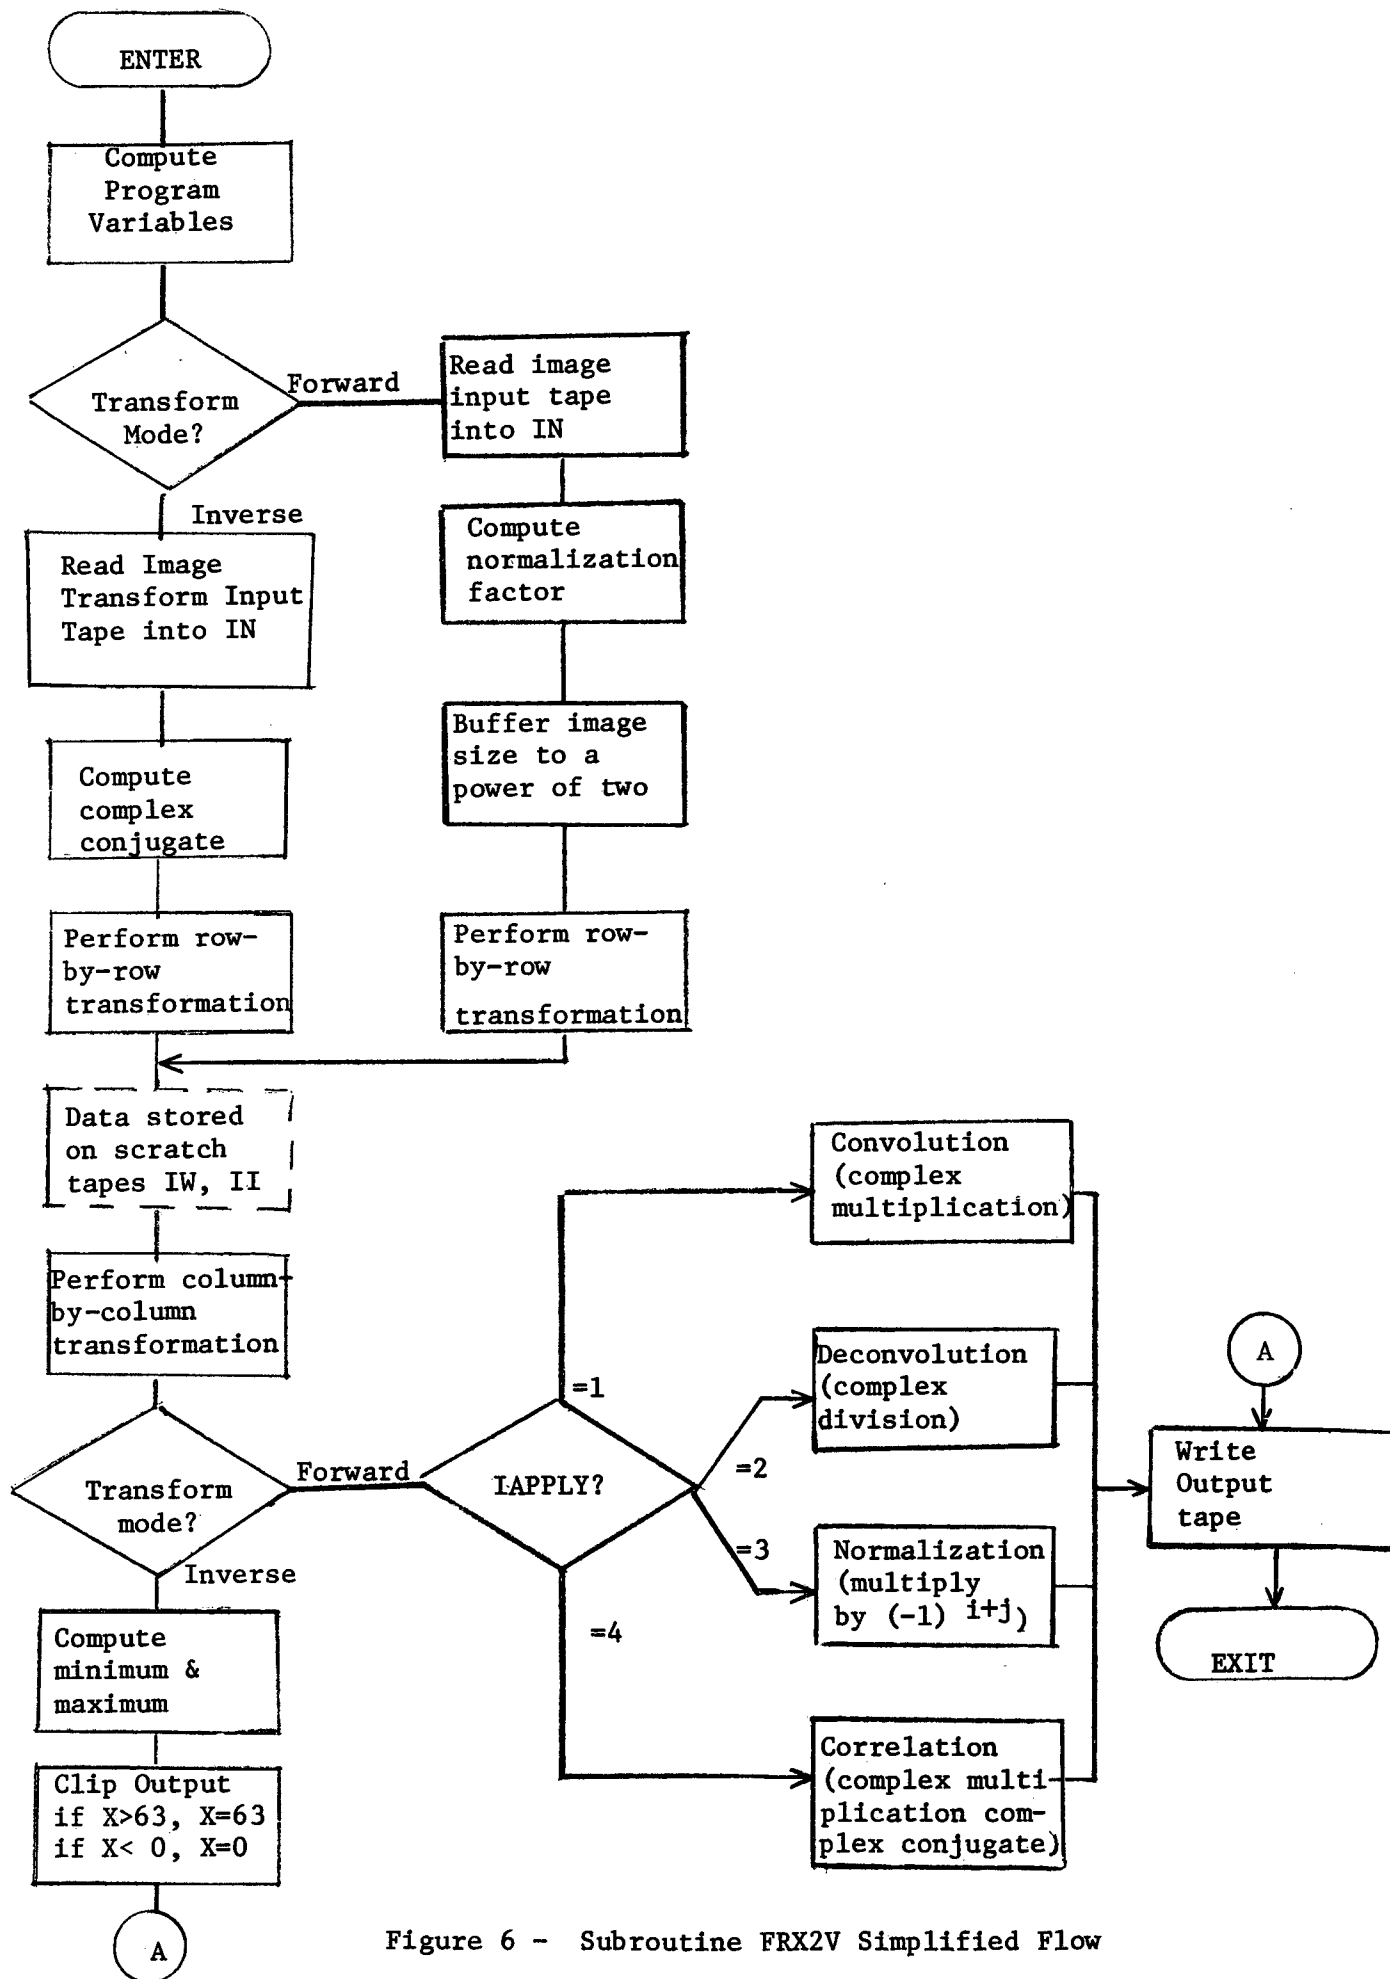 ENTER
Compute
Program
Variables
Transform
Mode?
Forward
Read image
input tape
into IN
Compute
normalization
factor
Buffer image
size to a
power of two
Perform row-
by-row
transformation
Inverse
Read Image
Transform Input
Tape into IN
Compute
complex
conjugate
Perform row-
by-row
transformation
Data stored
on scratch
tapes IW, II
Perform column-
by-column
transformation
Transform
mode?
Forward
IAPPLY?
=1
=2
=3
=4
Convolution
(complex
multiplication)
Deconvolution
(complex
division)
Normalization
(multiply
by (-1) i+j)
Correlation
(complex multi-
plication com-
plex conjugate)
A
Write
Output
tape
EXIT
Inverse
Compute
minimum &
maximum
Clip Output
if X>63, X=63
if X< 0, X=0
A
Figure 6 - Subroutine FRX2V Simplified Flow